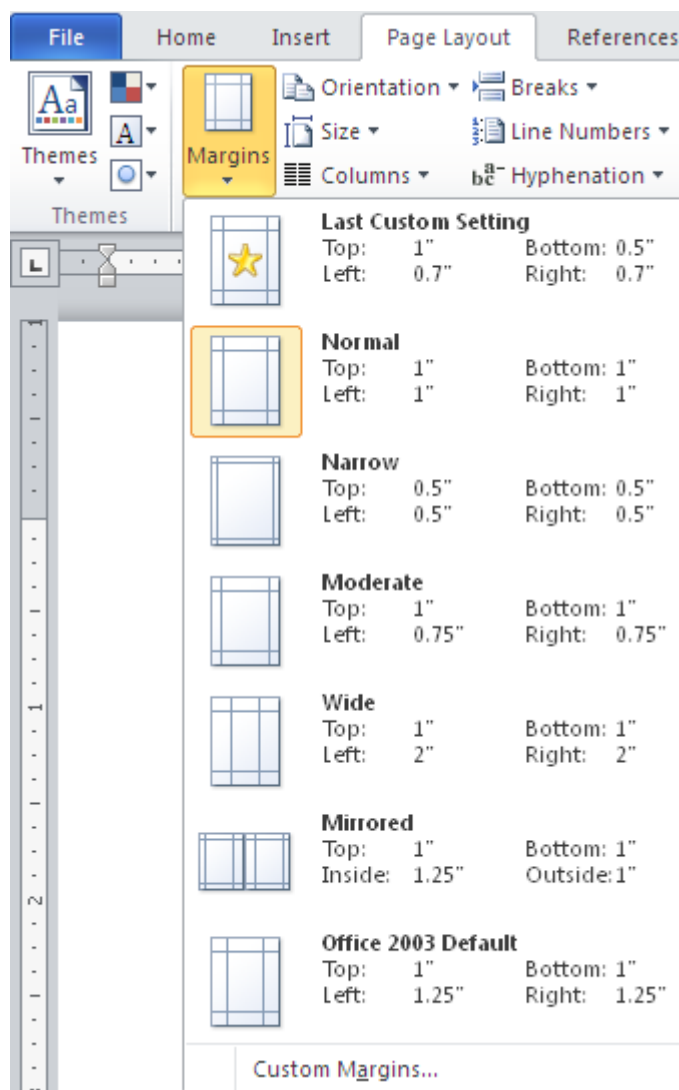 File Home Insert Page Layout References
Aa Orientation Breaks
A Size Line Numbers
Themes Margins Columns bc a- Hyphenation
Themes
L
Last Custom Setting
Top: 1" Bottom: 0.5"
Left: 0.7" Right: 0.7"
Normal
Top: 1" Bottom: 1"
Left: 1" Right: 1"
Narrow
Top: 0.5" Bottom: 0.5"
Left: 0.5" Right: 0.5"
Moderate
Top: 1" Bottom: 1"
Left: 0.75" Right: 0.75"
Wide
Top: 1" Bottom: 1"
Left: 2" Right: 2"
Mirrored
Top: 1" Bottom: 1"
Inside: 1.25" Outside: 1"
Office 2003 Default
Top: 1" Bottom: 1"
Left: 1.25" Right: 1.25"
Custom Margins...
1
1
2